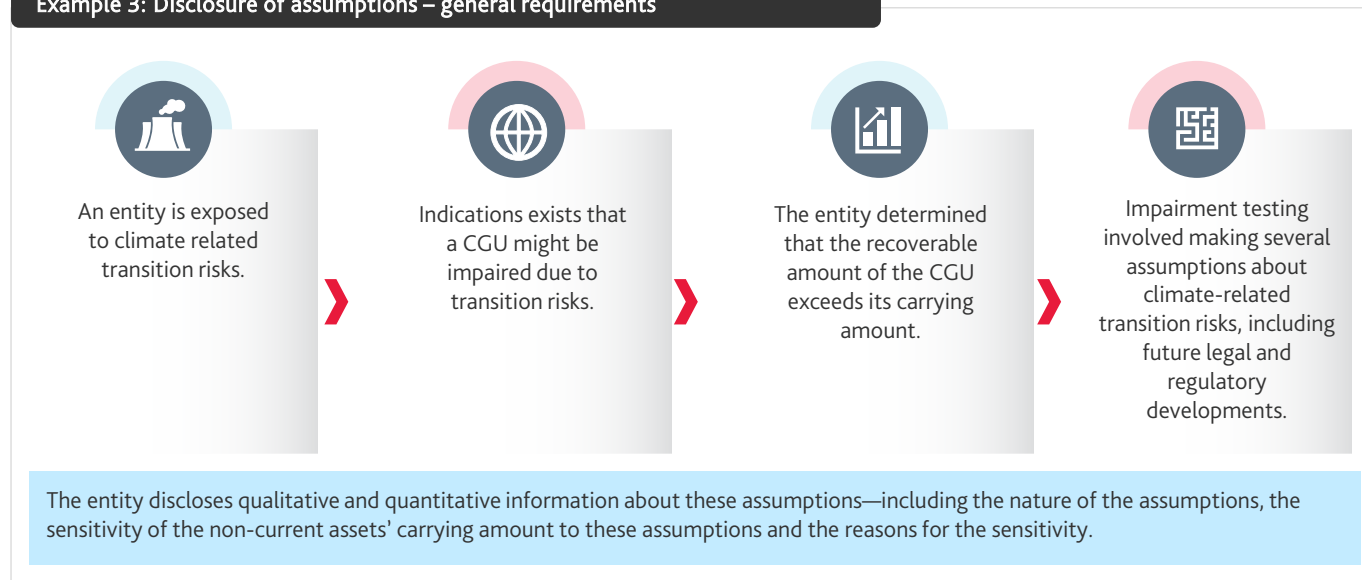 Example 3: Disclosure of assumptions – general requirements
An entity is exposed
to climate related
transition risks.
Indications exists that
a CGU might be
impaired due to
transition risks.
The entity determined
that the recoverable
amount of the CGU
exceeds its carrying
amount.
Impairment testing
involved making several
assumptions about
climate-related
transition risks, including
future legal and
regulatory
developments.
The entity discloses qualitative and quantitative information about these assumptions—including the nature of the assumptions, the
sensitivity of the non-current assets’ carrying amount to these assumptions and the reasons for the sensitivity.